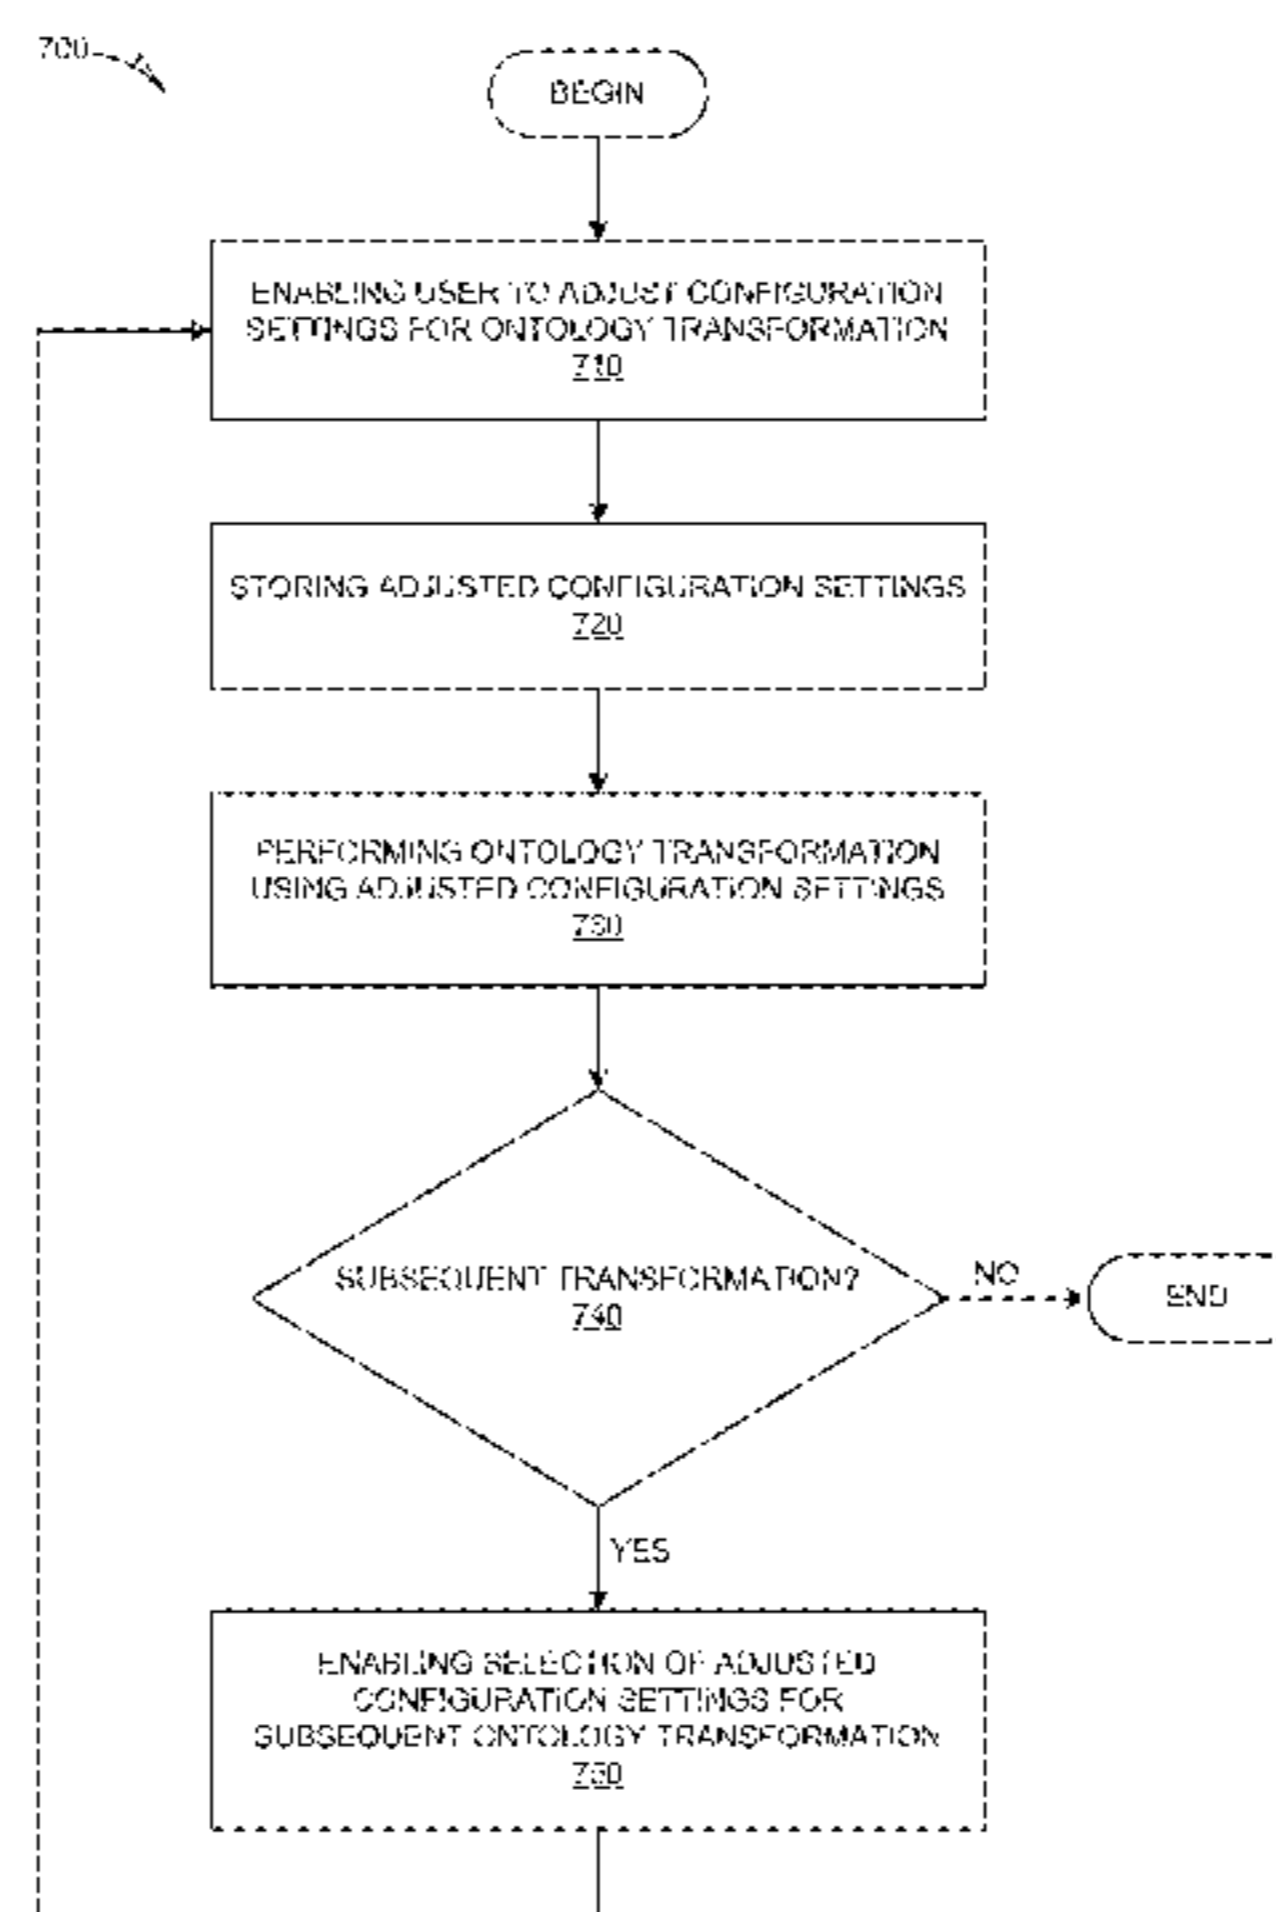 700
BEGIN
ENABLING USER TO ADJUST CONFIGURATION
SETTINGS FOR ONTOLOGY TRANSFORMATION
710
STORING ADJUSTED CONFIGURATION SETTINGS
720
PERFORMING ONTOLOGY TRANSFORMATION
USING ADJUSTED CONFIGURATION SETTINGS
730
SUBSEQUENT TRANSFORMATION?
740
NO
END
YES
ENABLING SELECTION OF ADJUSTED
CONFIGURATION SETTINGS FOR
SUBSEQUENT ONTOLOGY TRANSFORMATION
750